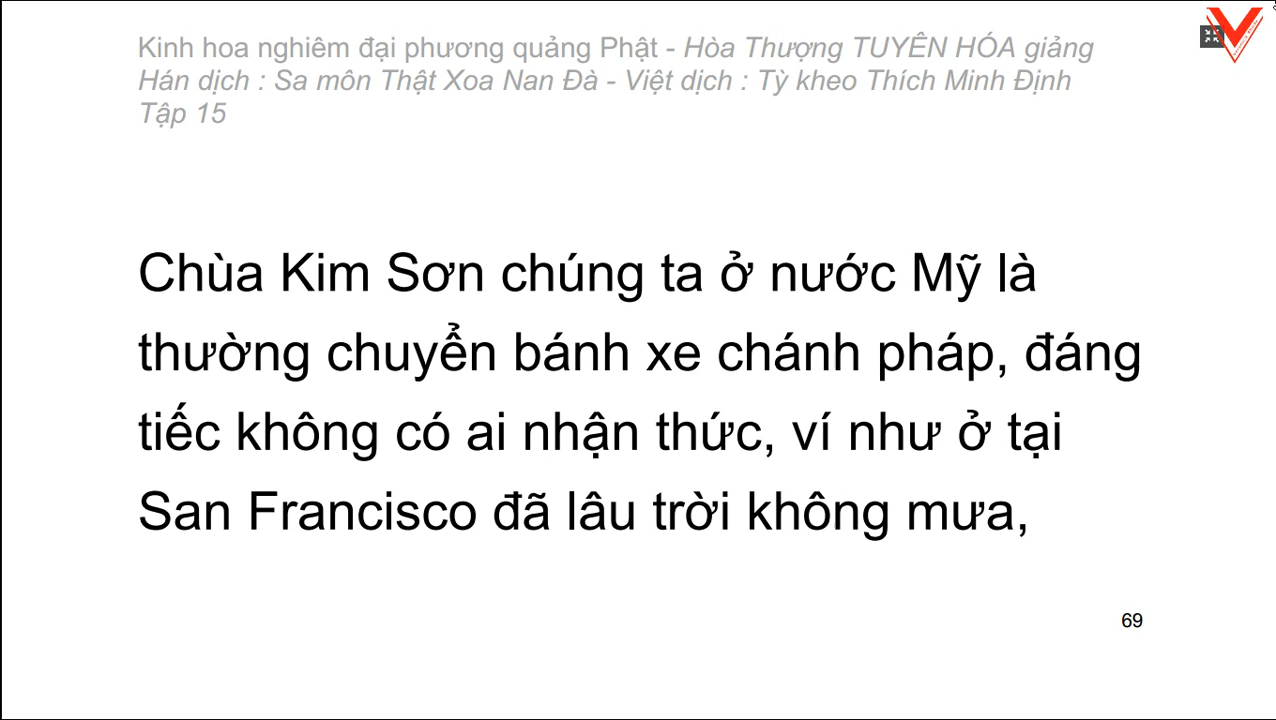 Kinh hoa nghiêm đại phương quảng Phật - Hòa Thượng TUYÊN HÓA giảng
Hán dịch : Sa môn Thật Xoa Nan Đà - Việt dịch : Tỳ kheo Thích Minh Định
Tập 15
Chùa Kim Sơn chúng ta ở nước Mỹ là
thường chuyển bánh xe chánh pháp, đáng
tiếc không có ai nhận thức, ví như ở tại
San Francisco đã lâu trời không mưa,
69